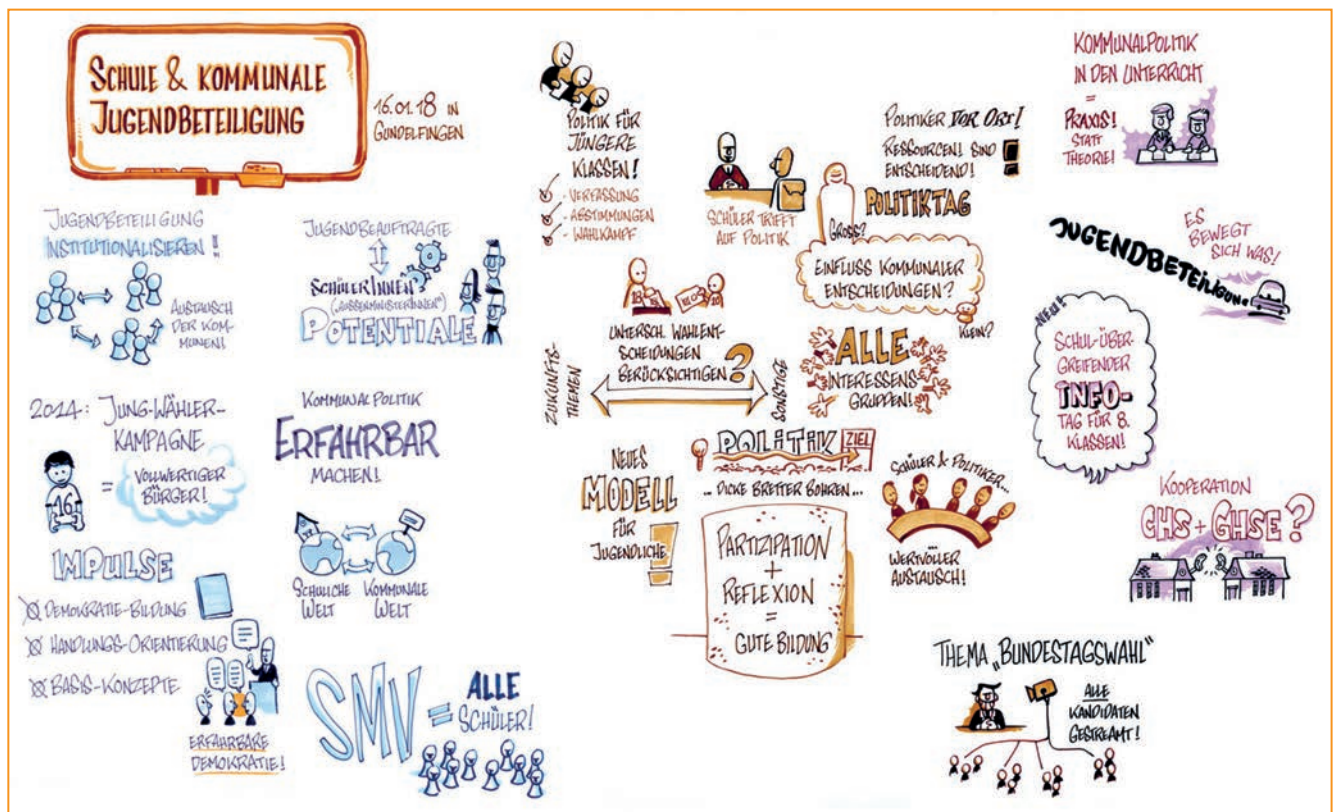 SCHULE & KOMMUNALE
JUGENDBETEILIGUNG
16.01.18 IN
GUNDELFINGEN
JUGENDBETEILIGUNG
INSTITUTIONALISIEREN!
AUSTAUSCH
DER KOM-
MUNEN!
JUGENDBEAUFTRAGTE
SCHÜLERINNEN
("AUSSENMINISTERINNEN")
POTENTIALE
2014: JUNG-WÄHLER-
KAMPAGNE
16
= VOLLWERTIGER
BÜRGER!
KOMMUNALPOLITIK
ERFAHRBAR
MACHEN!
SCHULICHE
WELT
KOMMUNALE
WELT
IMPULSE
DEMOKRATIE-BILDUNG
HANDLUNGS-ORIENTIERUNG
BASIS-KONZEPTE
ERFAHRBARE
DEMOKRATIE!
SMV = ALLE
SCHÜLER!
POLITIK FÜR
JÜNGERE
KLASSEN!
- VERFASSUNG
- ABSTIMMUNGEN
- WAHLKAMPF
SCHÜLER TRIFFT
AUF POLITIK
POLITIKER VOR ORT!
RESSOURCEN! SIND
ENTSCHEIDEND!
POLITIKTAG
GROSS?
EINFLUSS KOMMUNALER
ENTSCHEIDUNGEN?
KLEIN?
UNTERSCH. WAHLENT-
SCHEIDUNGEN
BERÜCKSICHTIGEN?
ZUKUNFTS-
THEMEN
SONSTIGE
ALLE
INTERESSENS
GRUPPEN!
NEUES
MODELL
FÜR
JUGENDLICHE!
POLITIK ZIEL
... DICKE BRETTER BOHREN...
PARTIZIPATION
+
REFLEXION
=
GUTE BILDUNG
SCHÜLER & POLITIKER...
WERTVOLLER
AUSTAUSCH!
THEMA „BUNDESTAGSWAHL"
ALLE
KANDIDATEN
GESTREAMT!
KOMMUNALPOLITIK
IN DEN UNTERRICHT
=
PRAXIS!
STATT
THEORIE!
JUGENDBETEILIGUNG
ES
BEWEGT
SICH WAS!
NEU!
SCHUL-ÜBER-
GREIFENDER
INFO-
TAG FÜR 8.
KLASSEN!
KOOPERATION
CHS + GHSE?